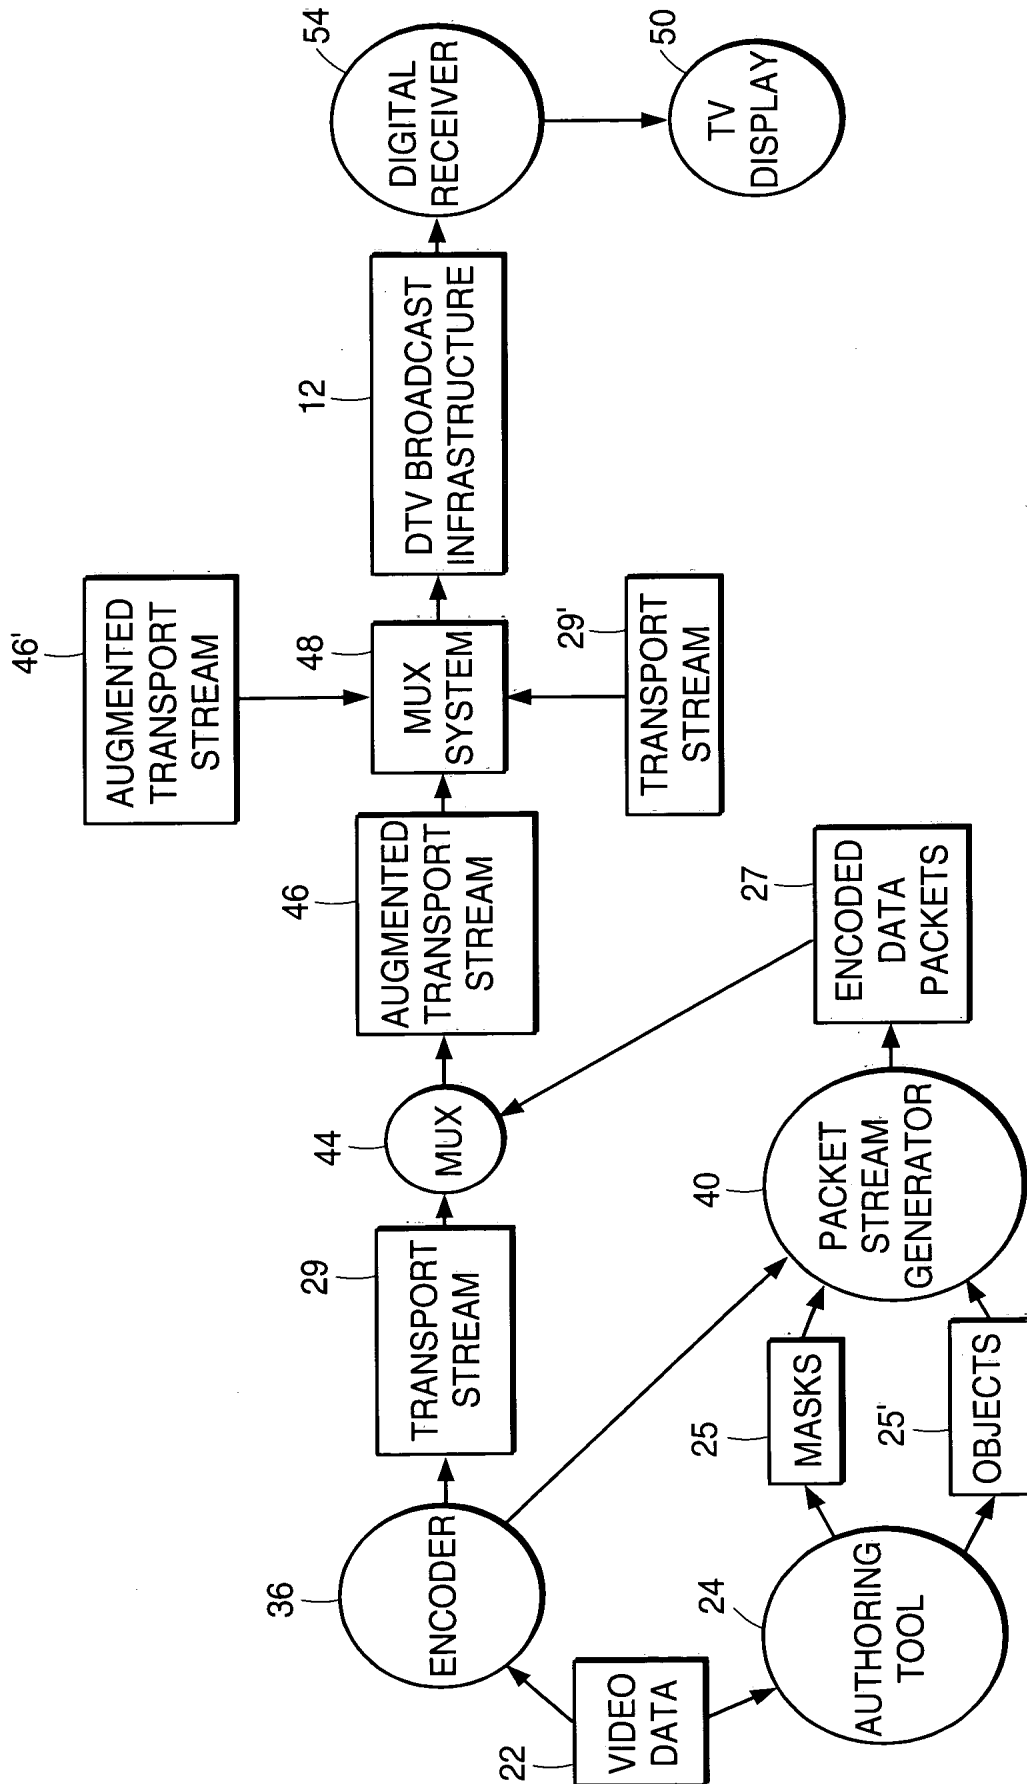 22
VIDEO
DATA
36
ENCODER
24
AUTHORING
TOOL
29
TRANSPORT
STREAM
25
MASKS
25'
OBJECTS
44
MUX
40
PACKET
STREAM
GENERATOR
46
AUGMENTED
TRANSPORT
STREAM
27
ENCODED
DATA
PACKETS
46'
AUGMENTED
TRANSPORT
STREAM
48
MUX
SYSTEM
29'
TRANSPORT
STREAM
12
DTV BROADCAST
INFRASTRUCTURE
54
DIGITAL
RECEIVER
50
TV
DISPLAY